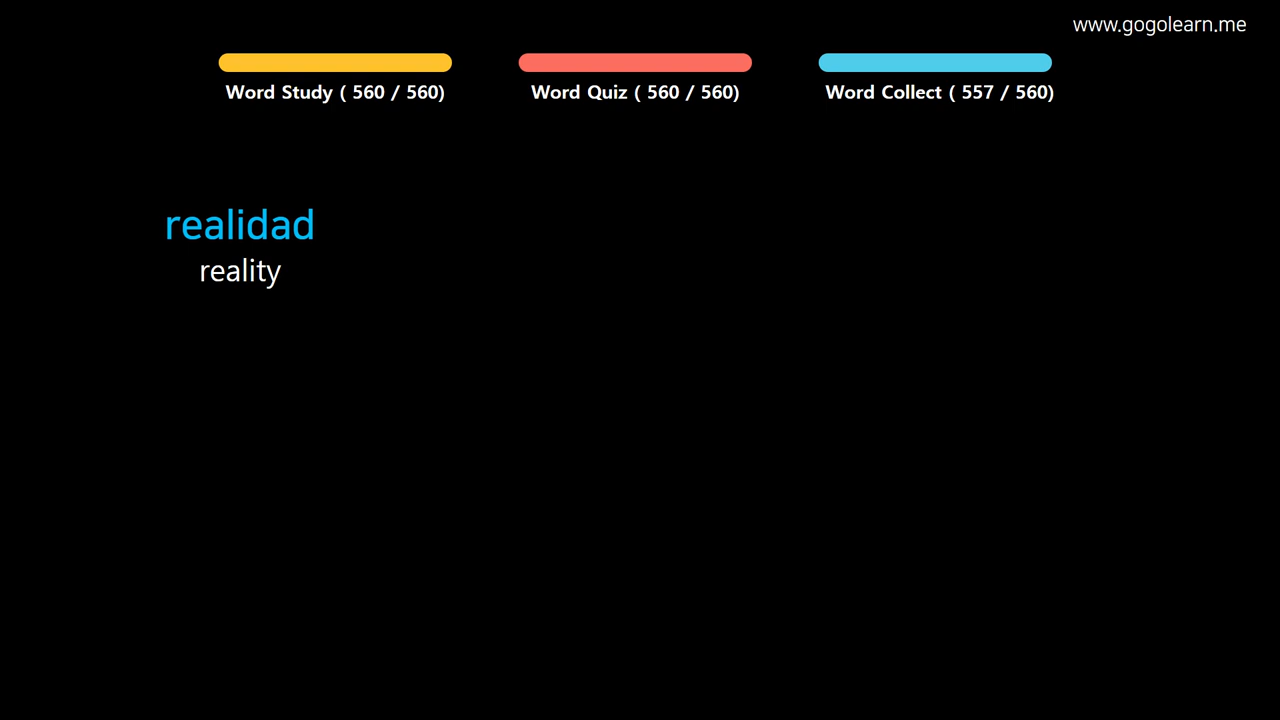 www.gogolearn.me
Word Study ( 560 / 560)
Word Quiz ( 560 / 560)
Word Collect ( 557 / 560)
realidad
reality